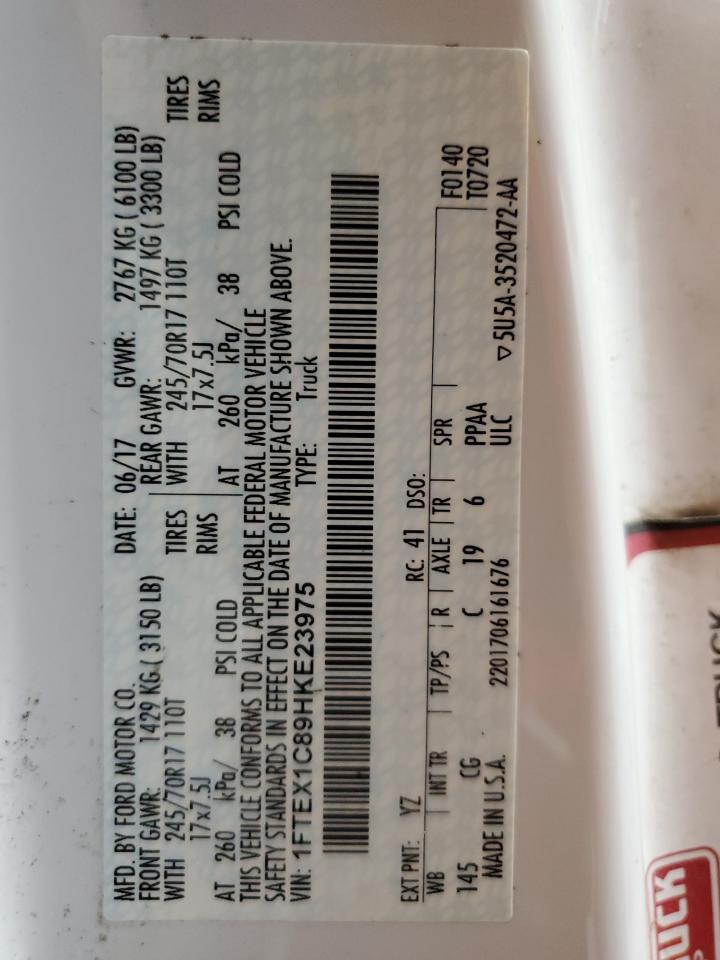 MFD. BY FORD MOTOR CO. DATE: 06/17 GVWR: 2767 KG ( 6100 LB)
FRONT GAWR: 1429 KG ( 3150 LB) REAR GAWR: 1497 KG ( 3300 LB)
WITH 245/70R17 110T TIRES WITH 245/70R17 110T TIRES
17x7.5J RIMS 17x7.5J RIMS
AT 260 kPa/ 38 PSI COLD AT 260 kPa/ 38 PSI COLD
THIS VEHICLE CONFORMS TO ALL APPLICABLE FEDERAL MOTOR VEHICLE
SAFETY STANDARDS IN EFFECT ON THE DATE OF MANUFACTURE SHOWN ABOVE.
VIN: 1FTEX1C89HKE23975 TYPE: Truck
EXT PNT: YZ RC: 41 DSO: F0140
WB INT TR TP/PS R AXLE TR SPR T0720
145 CG C 19 6 PPAA
MADE IN U.S.A. 2201706161676 ULC ▽5U5A-3520472-AA
TRUCK
UCK